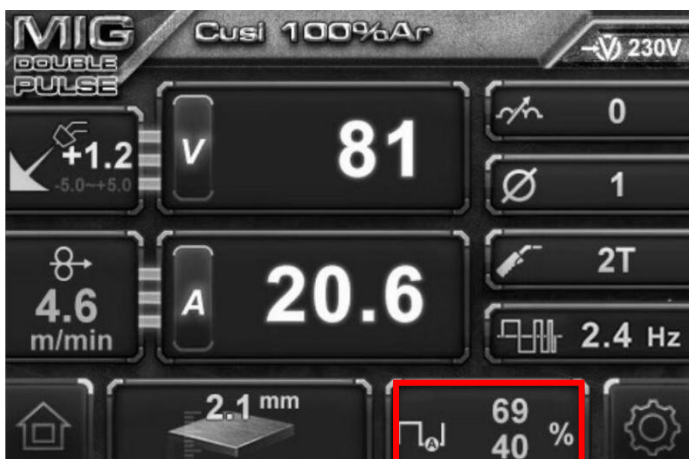 MIG
DOUBLE
PULSE
Cusi 100%Ar
V 230V
+1.2
-5.0~+5.0
V
81
0
1
4.6
m/min
A
20.6
2T
2.4 Hz
2.1 mm
A
69
40 %